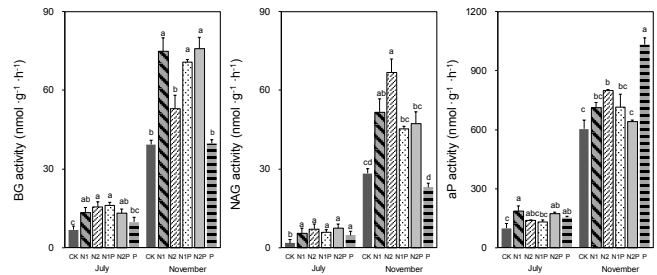 90
60
30
0
BG activity (nmol ·g⁻¹ ·h⁻¹)
c ab a a ab bc
b a b a a b
CK N1 N2 N1P N2P P CK N1 N2 N1P N2P P
July November
90
60
30
0
NAG activity (nmol ·g⁻¹ ·h⁻¹)
b a a a a a
cd ab a bc bc d
CK N1 N2 N1P N2P P CK N1 N2 N1P N2P P
July November
1200
900
600
300
0
aP activity (nmol ·g⁻¹ ·h⁻¹)
c a abc bc ab ab
c bc b bc c a
CK N1 N2 N1P N2P P CK N1 N2 N1P N2P P
July November